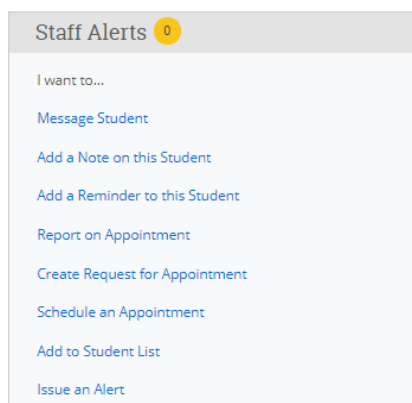 Staff Alerts 0
I want to...
Message Student
Add a Note on this Student
Add a Reminder to this Student
Report on Appointment
Create Request for Appointment
Schedule an Appointment
Add to Student List
Issue an Alert